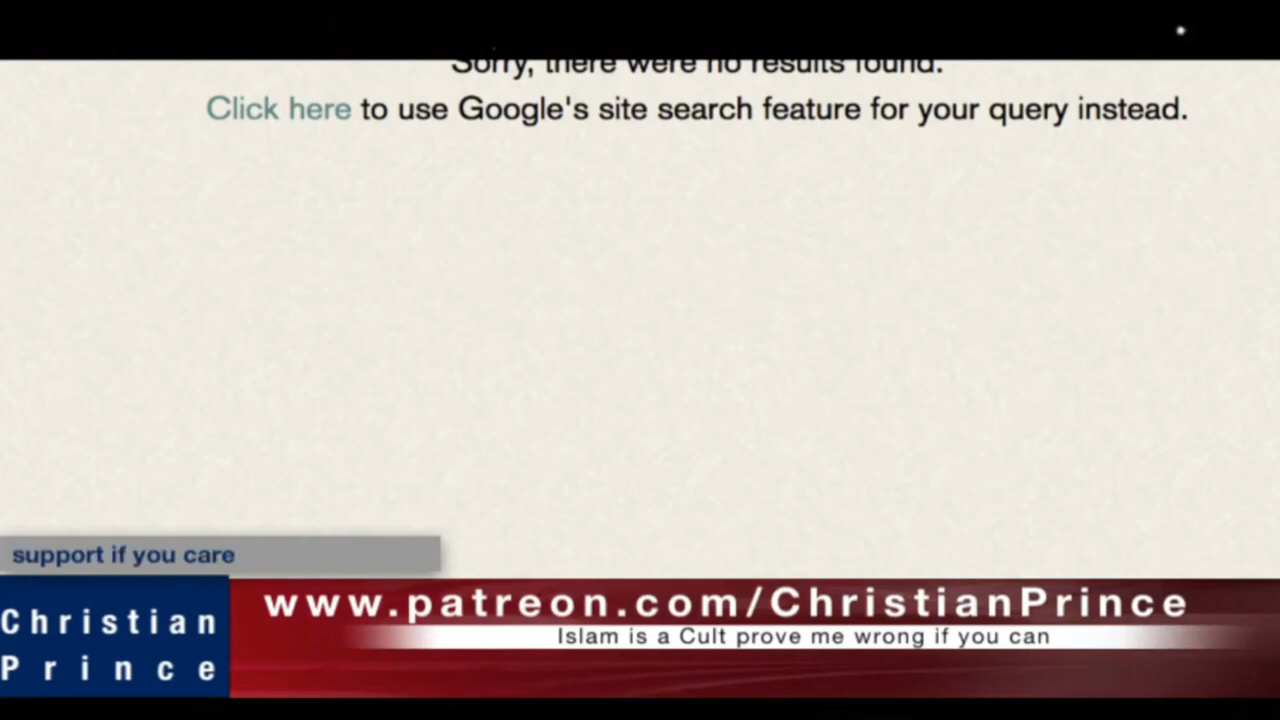 Sorry, there were no results found.
Click here to use Google's site search feature for your query instead.
support if you care
Christian
Prince
www.patreon.com/ChristianPrince
Islam is a Cult prove me wrong if you can